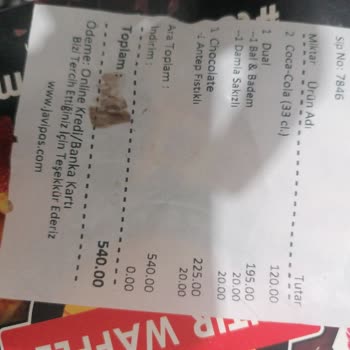 Sip No: 7846
Miktar Ürün Adı Tutar
2 Coca-Cola (33 cl.) 120.00
1 Dual 195.00
-1 Bal & Badem 20.00
-1 Damla Sakızlı 20.00
1 Chocolate 225.00
-1 Antep Fıstıklı 20.00
Ara Toplam : 540.00
İndirim : 0.00
Toplam : 540.00
Ödeme: Online Kredi/Banka Kartı
Bizi Tercih Ettiğiniz İçin Teşekkür Ederiz
www.javipos.com